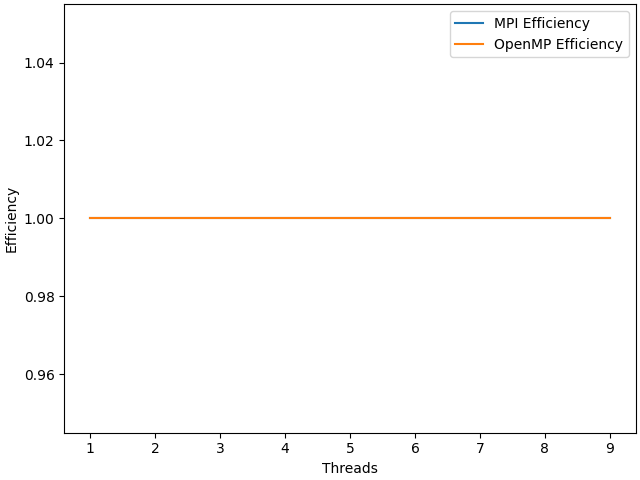 MPI Efficiency
OpenMP Efficiency
1.04
1.02
1.00
0.98
0.96
Efficiency
1 2 3 4 5 6 7 8 9
Threads